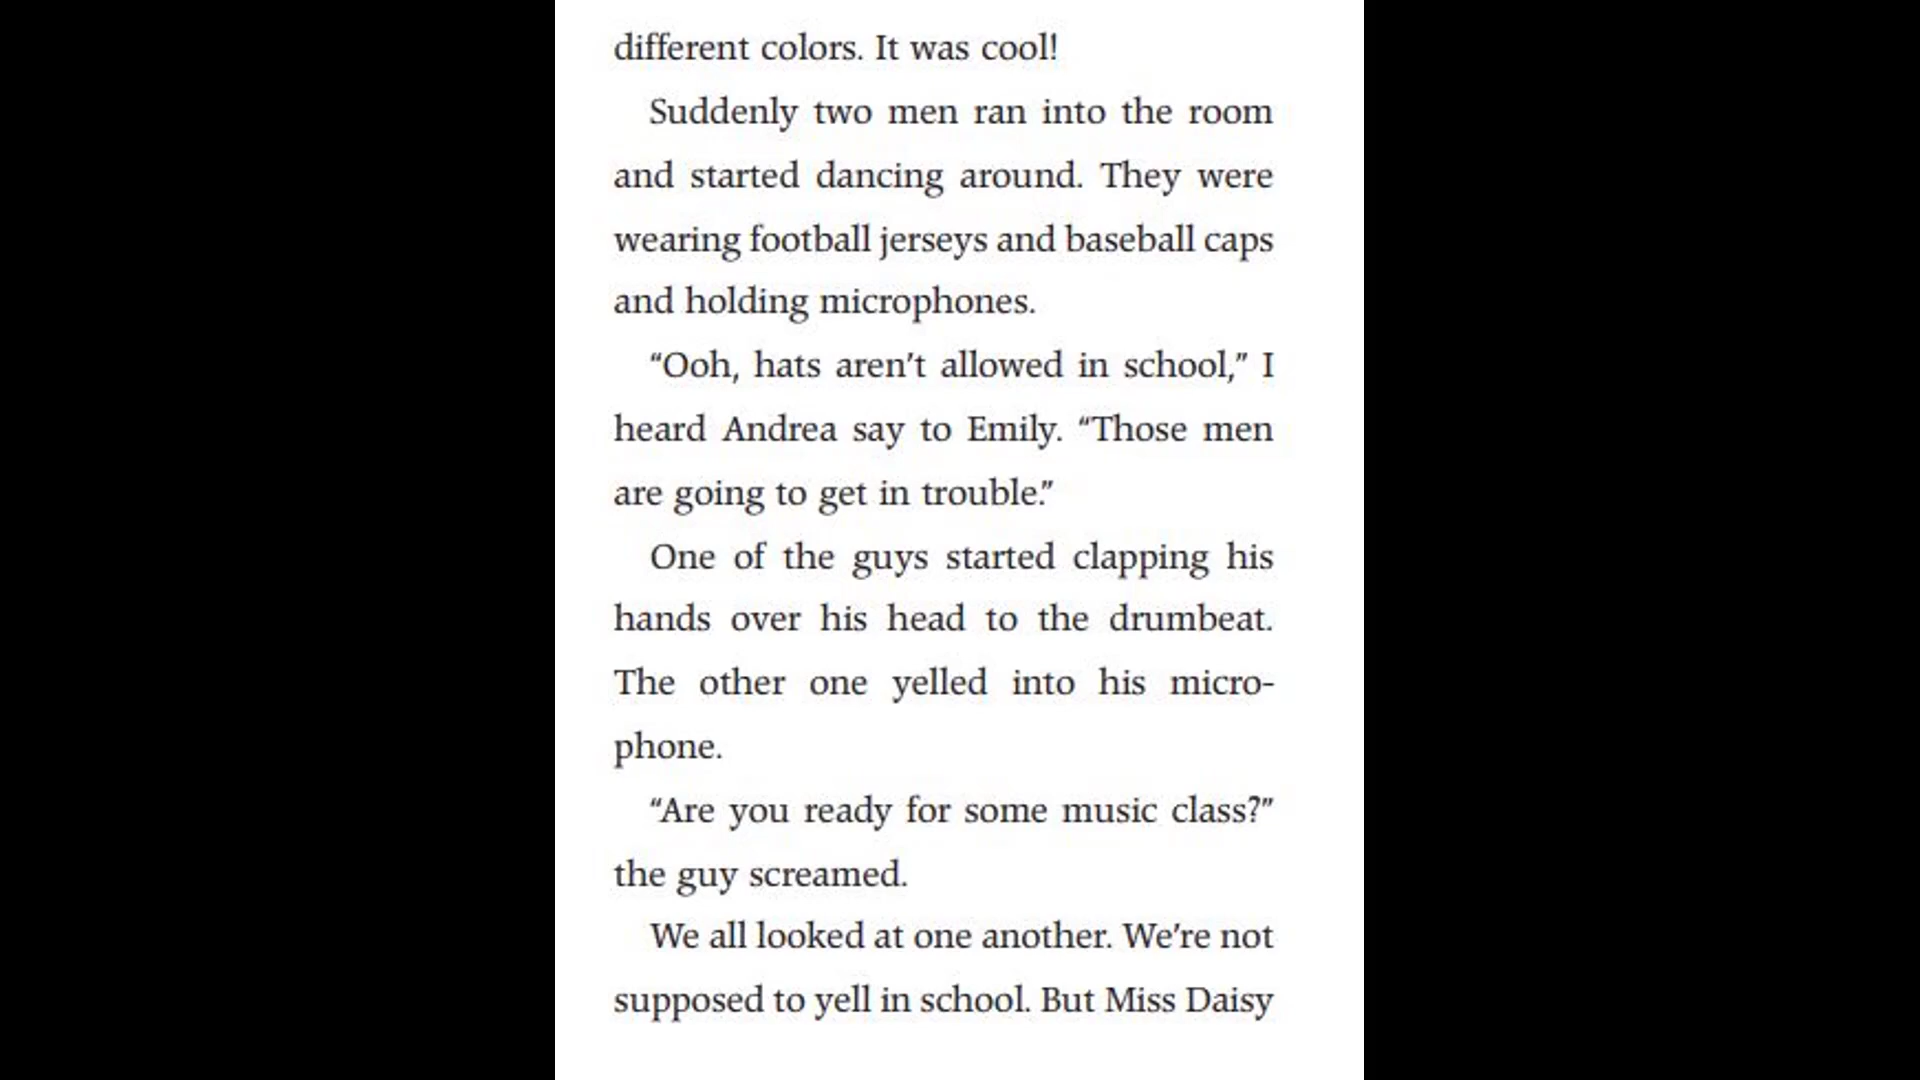 different colors. It was cool!
Suddenly two men ran into the room
and started dancing around. They were
wearing football jerseys and baseball caps
and holding microphones.
“Ooh, hats aren’t allowed in school,” I
heard Andrea say to Emily. “Those men
are going to get in trouble.”
One of the guys started clapping his
hands over his head to the drumbeat.
The other one yelled into his micro-
phone.
“Are you ready for some music class?”
the guy screamed.
We all looked at one another. We’re not
supposed to yell in school. But Miss Daisy